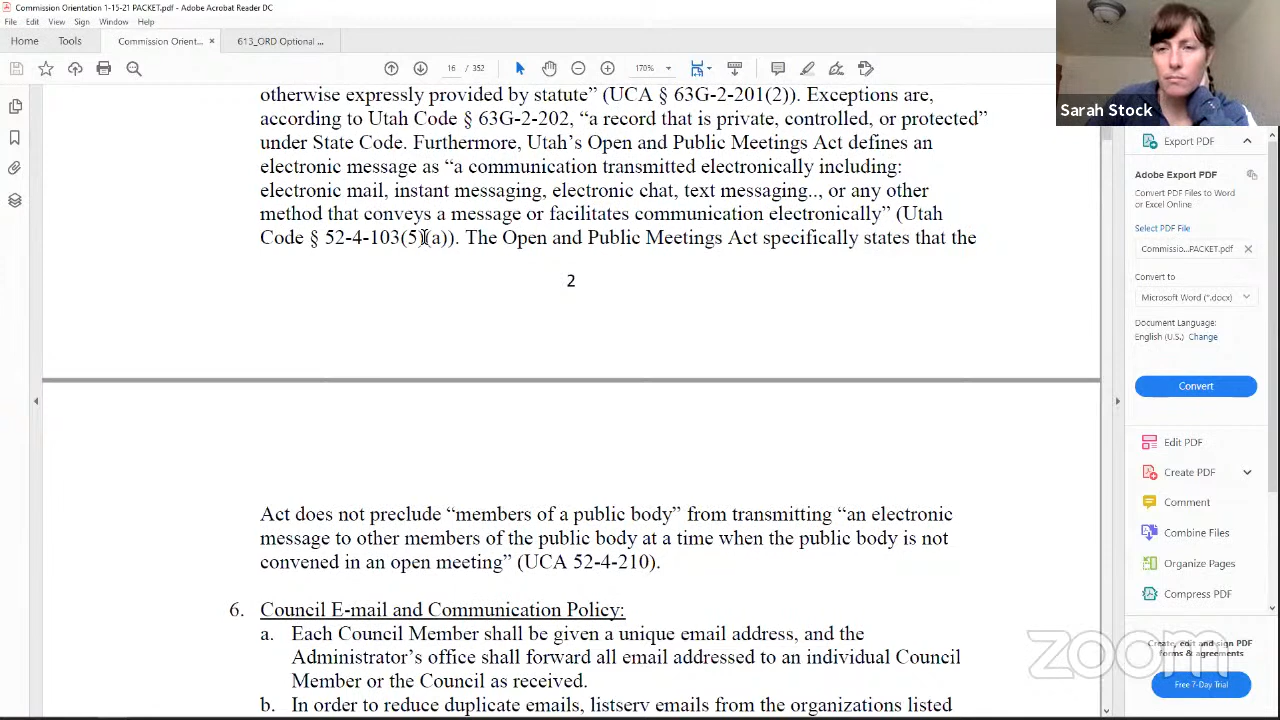 Commission Orientation 1-15-21 PACKET.pdf - Adobe Acrobat Reader DC
File Edit View Sign Window Help
Home Tools Commission Orient... × 613_ORD Optional ...
16 / 35 170%
Sarah Stock
otherwise expressly provided by statute” (UCA § 63G-2-201(2)). Exceptions are,
according to Utah Code § 63G-2-202, “a record that is private, controlled, or protected”
under State Code. Furthermore, Utah’s Open and Public Meetings Act defines an
electronic message as “a communication transmitted electronically including:
electronic mail, instant messaging, electronic chat, text messaging.., or any other
method that conveys a message or facilitates communication electronically” (Utah
Code § 52-4-103(5)(a)). The Open and Public Meetings Act specifically states that the
2
Act does not preclude “members of a public body” from transmitting “an electronic
message to other members of the public body at a time when the public body is not
convened in an open meeting” (UCA 52-4-210).
6. Council E-mail and Communication Policy:
a. Each Council Member shall be given a unique email address, and the
Administrator’s office shall forward all email addressed to an individual Council
Member or the Council as received.
b. In order to reduce duplicate emails, listserv emails from the organizations listed
Export PDF
Adobe Export PDF
Convert PDF Files to Word
or Excel Online
Select PDF File
Commissio...PACKET.pdf ×
Convert to
Microsoft Word (*.docx)
Document Language:
English (U.S.) Change
Convert
Edit PDF
Create PDF
Comment
Combine Files
Organize Pages
Compress PDF
Create, edit and sign PDF
forms & agreements
Free 7-Day Trial
zoom